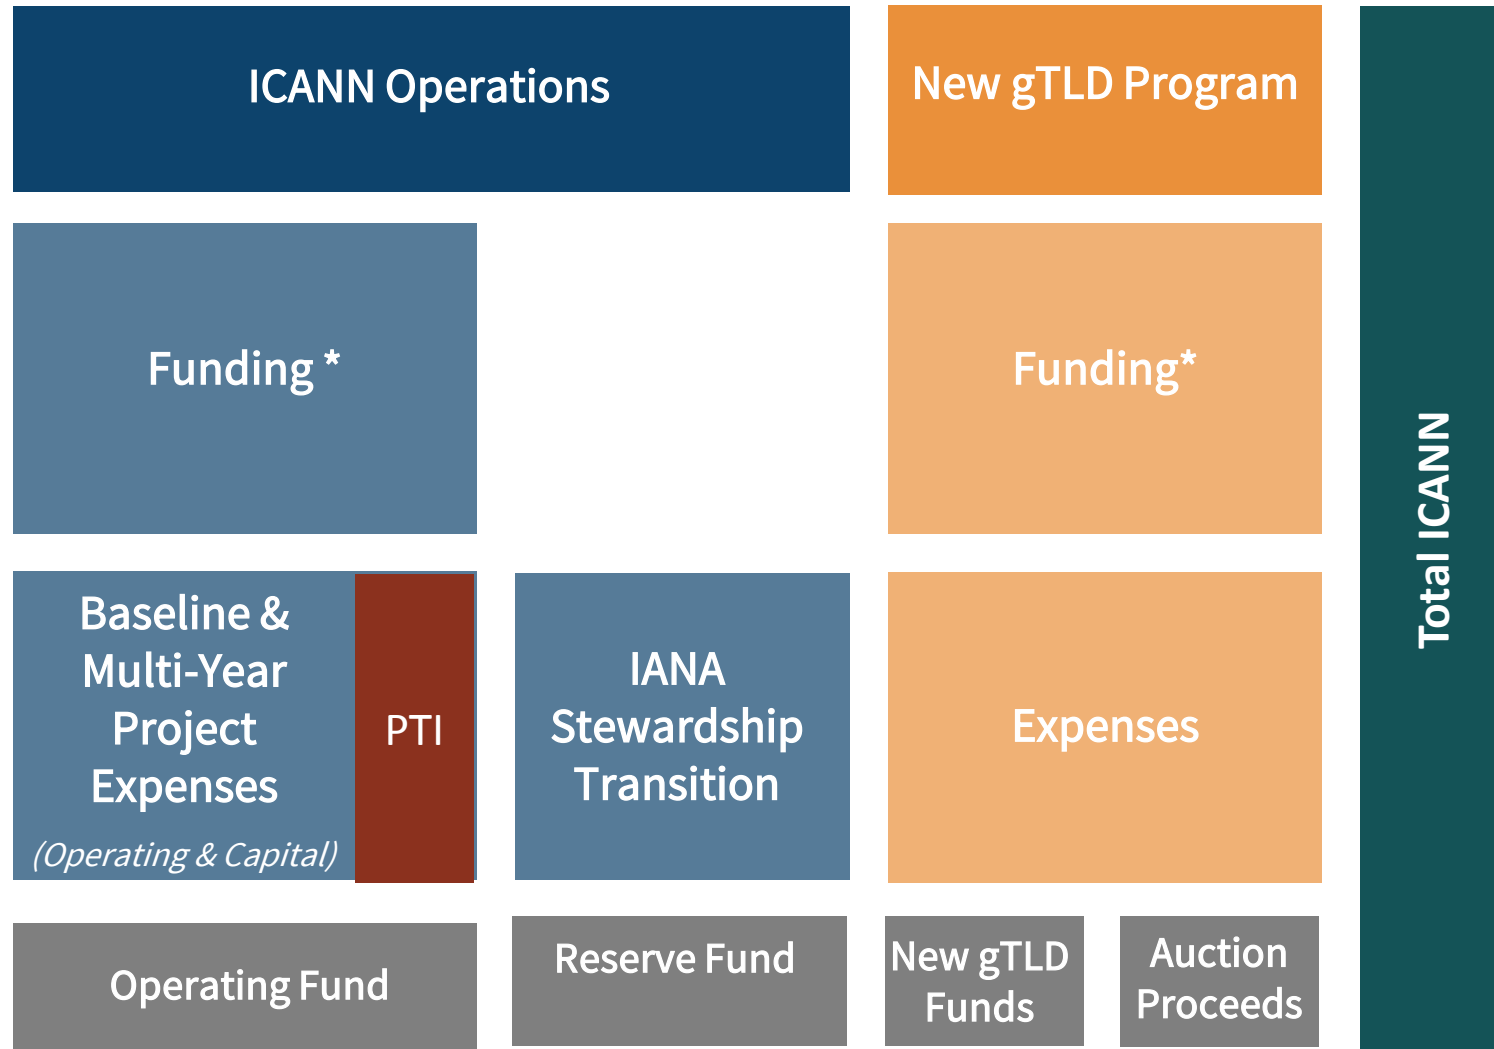 ICANN Operations
New gTLD Program
Funding *
Funding*
Baseline &
Multi-Year
Project
Expenses
(Operating & Capital)
PTI
IANA
Stewardship
Transition
Expenses
Operating Fund
Reserve Fund
New gTLD
Funds
Auction
Proceeds
Total ICANN